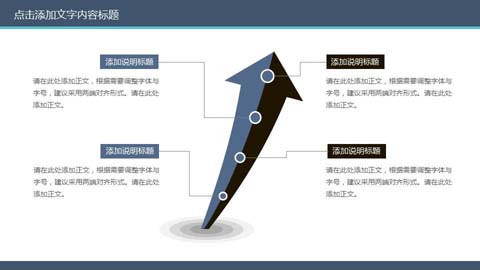 点击添加文字内容标题
添加说明标题
请在此处添加正文，根据需要调整字体与
字号，建议采用两端对齐形式。请在此处
添加正文。
添加说明标题
请在此处添加正文，根据需要调整字体与
字号，建议采用两端对齐形式。请在此处
添加正文。
添加说明标题
请在此处添加正文，根据需要调整字体与
字号，建议采用两端对齐形式。请在此处
添加正文。
添加说明标题
请在此处添加正文，根据需要调整字体与
字号，建议采用两端对齐形式。请在此处
添加正文。